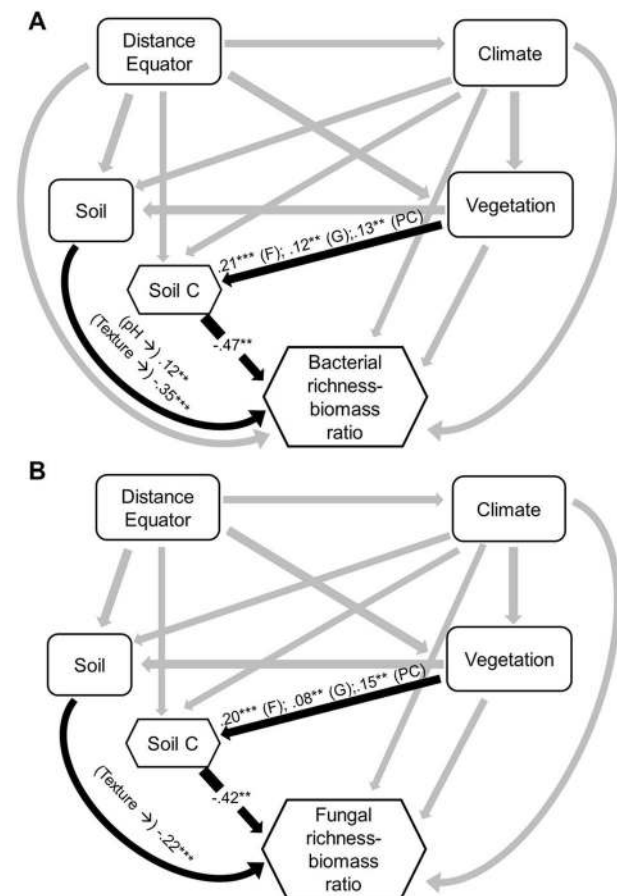 A
Distance
Equator
Climate
Soil
Vegetation
.21*** (F); .12** (G);.13** (PC)
Soil C
-.47**
(pH →) .12**
(Texture →) -.35***
Bacterial
richness-
biomass
ratio
B
Distance
Equator
Climate
Soil
Vegetation
.20*** (F); .08** (G);.15** (PC)
Soil C
-.42**
(Texture →) -.22***
Fungal
richness-
biomass
ratio